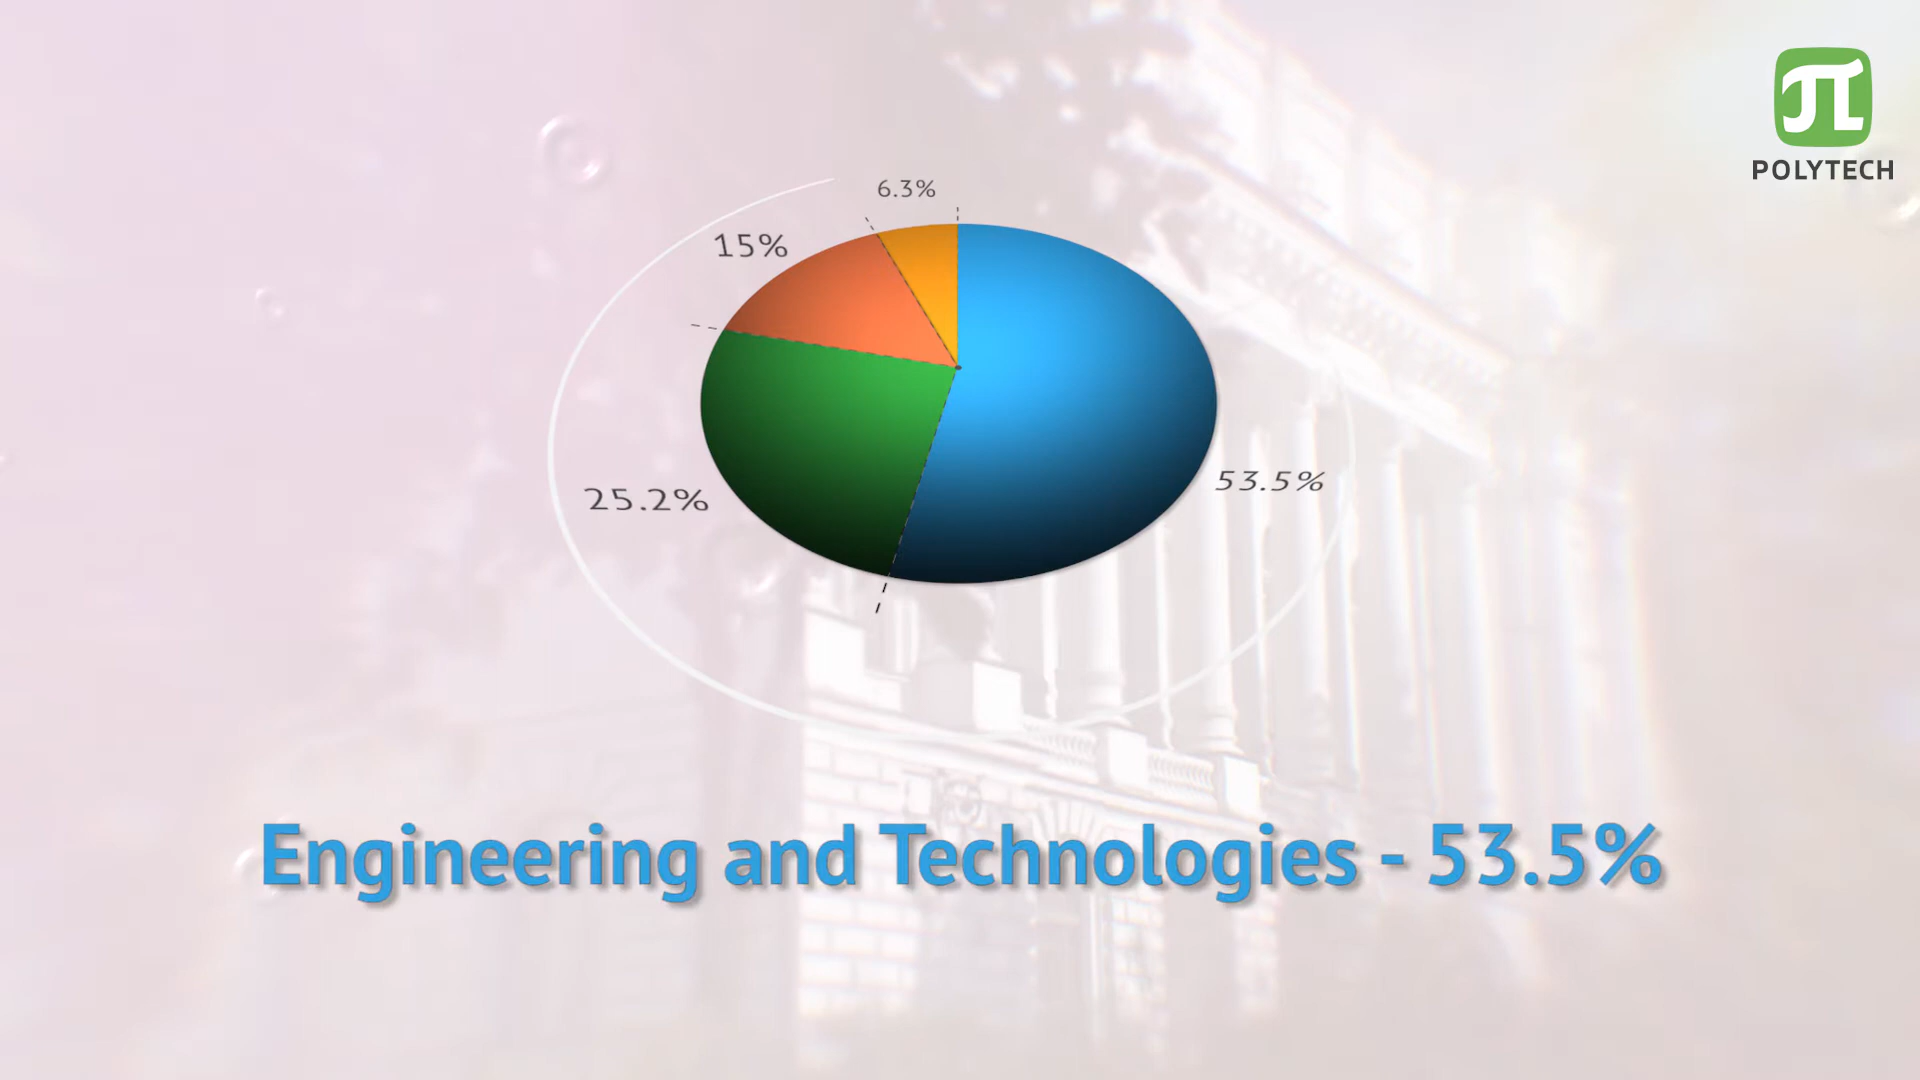 POLYTECH
6.3%
15%
25.2%
53.5%
Engineering and Technologies - 53.5%